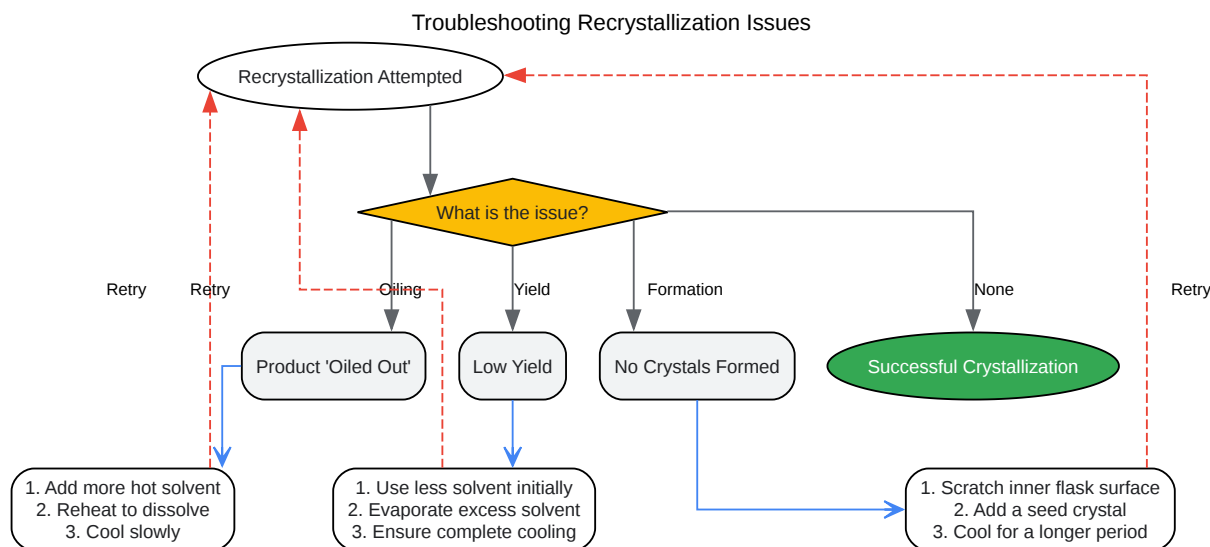 Troubleshooting Recrystallization Issues
Recrystallization Attempted
What is the issue?
Retry
Retry
Oiling
Yield
Formation
None
Retry
Product 'Oiled Out'
Low Yield
No Crystals Formed
Successful Crystallization
1. Add more hot solvent
2. Reheat to dissolve
3. Cool slowly
1. Use less solvent initially
2. Evaporate excess solvent
3. Ensure complete cooling
1. Scratch inner flask surface
2. Add a seed crystal
3. Cool for a longer period